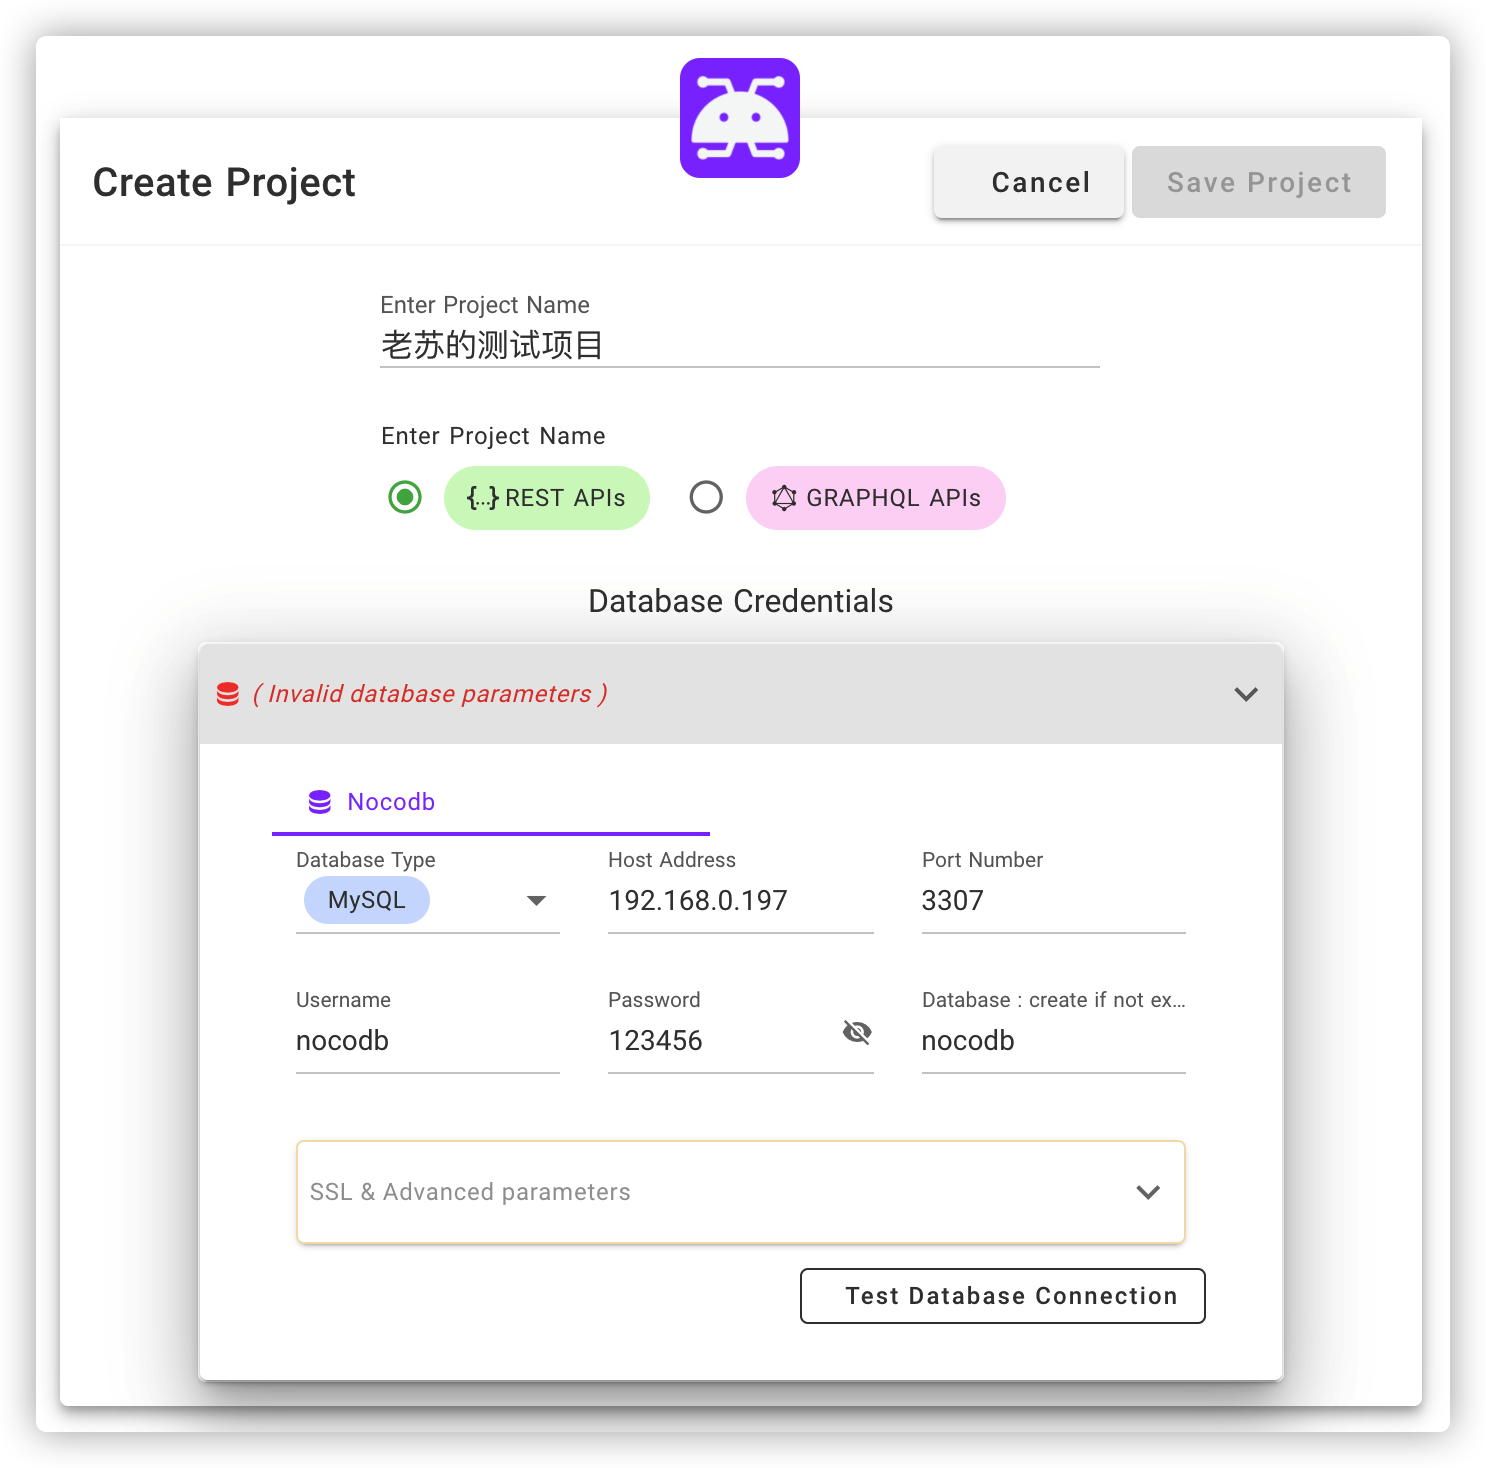 Create Project
Cancel
Save Project
Enter Project Name
老苏的测试项目
Enter Project Name
{...} REST APIs
GRAPHQL APIs
Database Credentials
( Invalid database parameters )
Nocodb
Database Type
Host Address
Port Number
MySQL
192.168.0.197
3307
Username
Password
Database : create if not ex...
nocodb
123456
nocodb
SSL & Advanced parameters
Test Database Connection